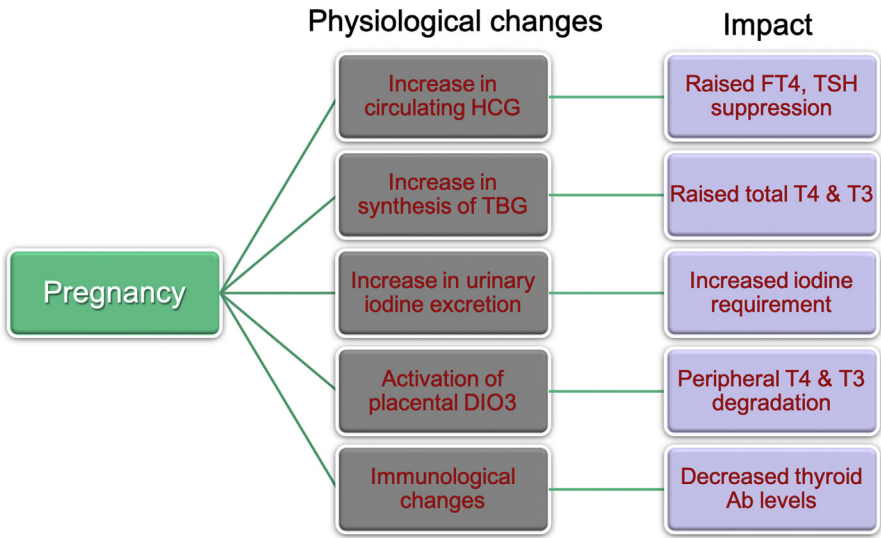 Physiological changes
Impact
Pregnancy
Increase in
circulating HCG
Raised FT4, TSH
suppression
Increase in
synthesis of TBG
Raised total T4 & T3
Increase in urinary
iodine excretion
Increased iodine
requirement
Activation of
placental DIO3
Peripheral T4 & T3
degradation
Immunological
changes
Decreased thyroid
Ab levels